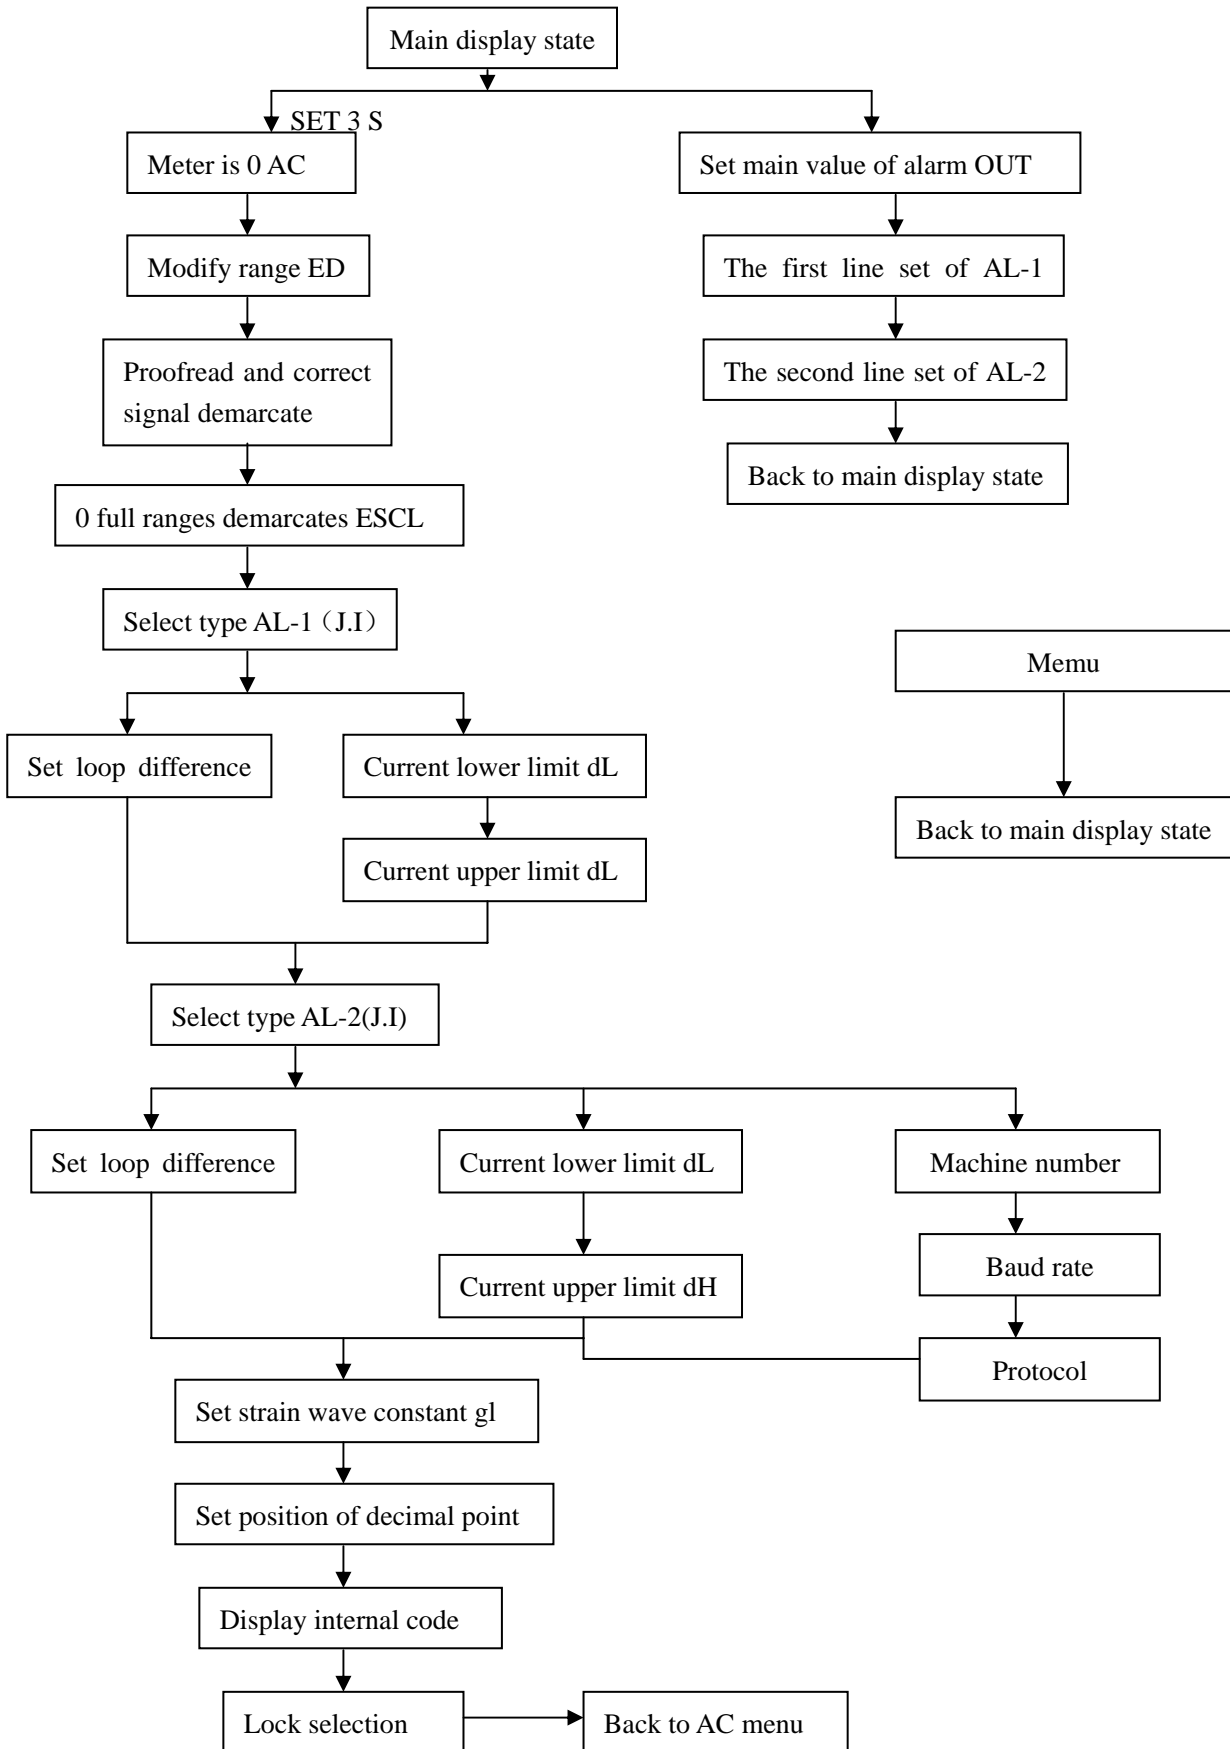 Main display state
SET 3 S
Meter is 0 AC
Set main value of alarm OUT
Modify range ED
The first line set of AL-1
Proofread and correct
signal demarcate
The second line set of AL-2
Back to main display state
0 full ranges demarcates ESCL
Select type AL-1（J.I）
Memu
Set loop difference
Current lower limit dL
Back to main display state
Current upper limit dL
Select type AL-2(J.I)
Set loop difference
Current lower limit dL
Machine number
Baud rate
Current upper limit dH
Protocol
Set strain wave constant gl
Set position of decimal point
Display internal code
Lock selection
Back to AC menu